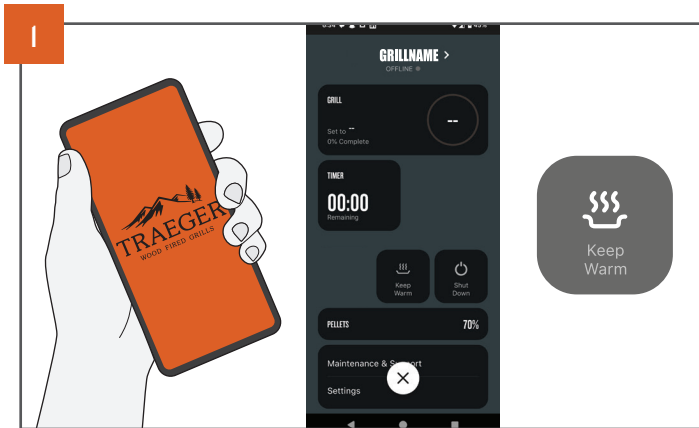 1
TRAEGER
WOOD FIRED GRILLS
GRILLNAME >
OFFLINE
GRILL
Set to --
0% Complete
--
TIMER
00:00
Remaining
Keep
Warm
Shut
Down
PELLETS 70%
Maintenance & Support
Settings
Keep
Warm